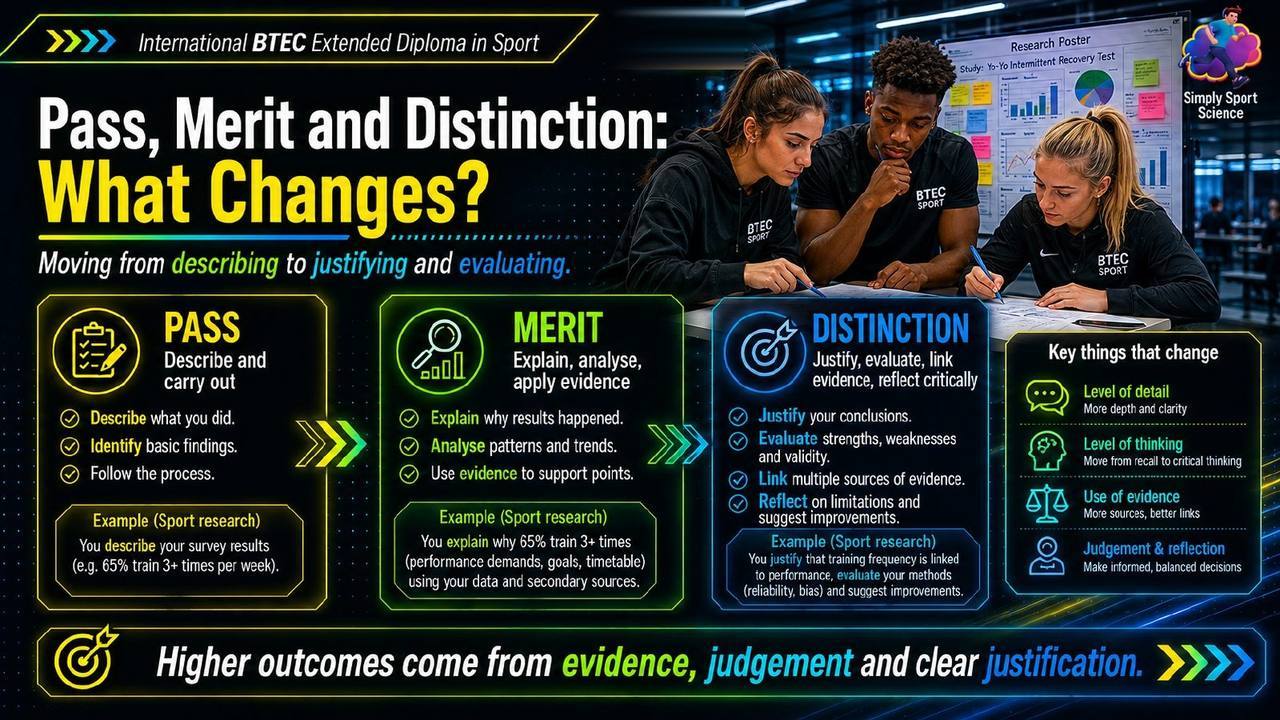 International BTEC Extended Diploma in Sport
Pass, Merit and Distinction:
What Changes?
Moving from describing to justifying and evaluating.
Research Poster
Study: Yo-Yo Intermittent Recovery Test
Simply Sport
Science
BTEC
SPORT
BTEC
SPORT
BTEC
SPORT
PASS
Describe and
carry out
Describe what you did.
Identify basic findings.
Follow the process.
Example (Sport research)
You describe your survey results
(e.g. 65% train 3+ times per week).
MERIT
Explain, analyse,
apply evidence
Explain why results happened.
Analyse patterns and trends.
Use evidence to support points.
Example (Sport research)
You explain why 65% train 3+ times
(performance demands, goals, timetable)
using your data and secondary sources.
DISTINCTION
Justify, evaluate, link
evidence, reflect critically
Justify your conclusions.
Evaluate strengths, weaknesses
and validity.
Link multiple sources of evidence.
Reflect on limitations and
suggest improvements.
Example (Sport research)
You justify that training frequency is linked
to performance, evaluate your methods
(reliability, bias) and suggest improvements.
Key things that change
Level of detail
More depth and clarity
Level of thinking
Move from recall to critical thinking
Use of evidence
More sources, better links
Judgement & reflection
Make informed, balanced decisions
Higher outcomes come from evidence, judgement and clear justification.